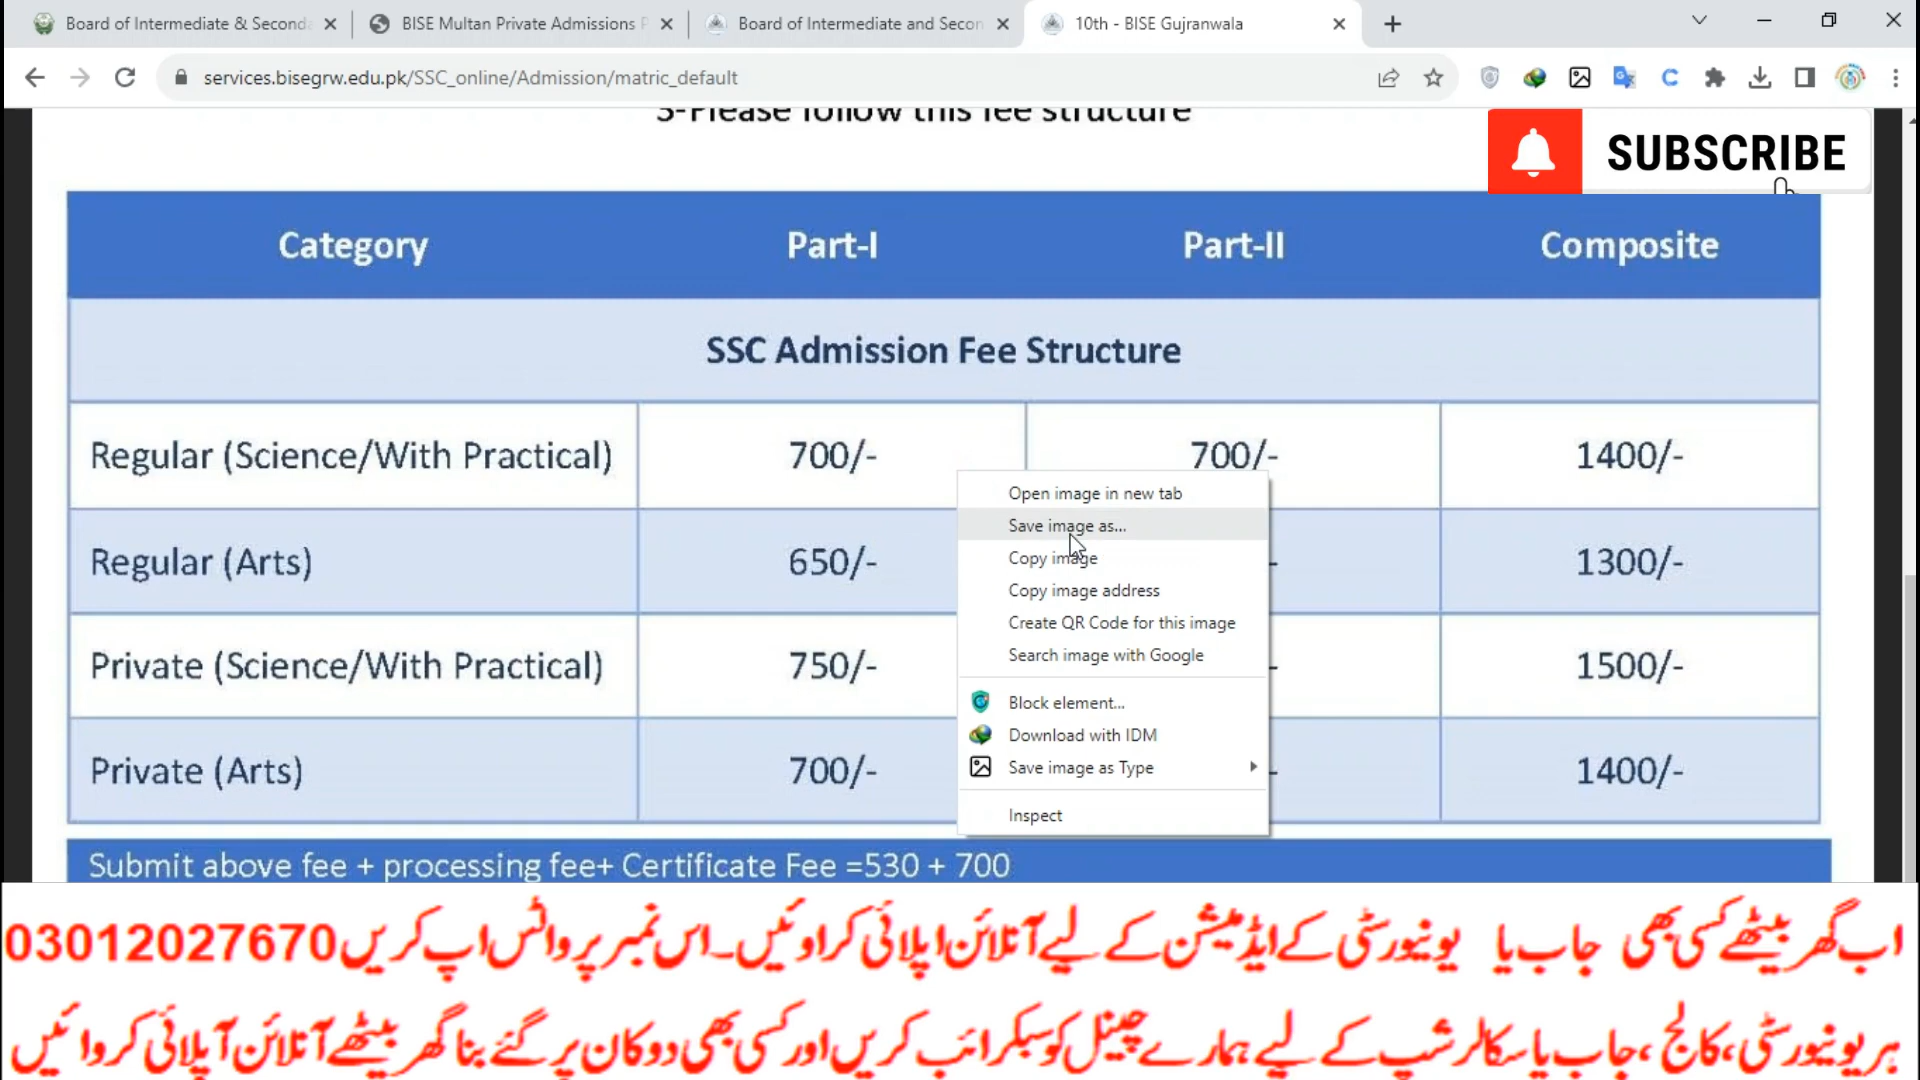 Board of Intermediate & Seconda
BISE Multan Private Admissions P
Board of Intermediate and Secon
10th - BISE Gujranwala
services.bisegrw.edu.pk/SSC_online/Admission/matric_default
3-Please follow this fee structure
SUBSCRIBE
Category Part-I Part-II Composite
SSC Admission Fee Structure
Regular (Science/With Practical) 700/- 700/- 1400/-
Regular (Arts) 650/- - 1300/-
Private (Science/With Practical) 750/- - 1500/-
Private (Arts) 700/- - 1400/-
Open image in new tab
Save image as...
Copy image
Copy image address
Create QR Code for this image
Search image with Google
Block element...
Download with IDM
Save image as Type
Inspect
Submit above fee + processing fee+ Certificate Fee =530 + 700
اب گھر بیٹھے کسی بھی جاب یا یونیورسٹی کے ایڈمیشن کے لیے آنلائن اپلائی کراوئیں۔اس نمبر پر واٹس اپ کریں 03012027670
ہر یونیورسٹی، کالج ،جاب یا سکالرشپ کے لیے ہمارے چینل کو سبکرائب کریں اور کسی بھی دوکان پر گئے بنا گھر بیٹھے آنلائن آپلائی کروائیں